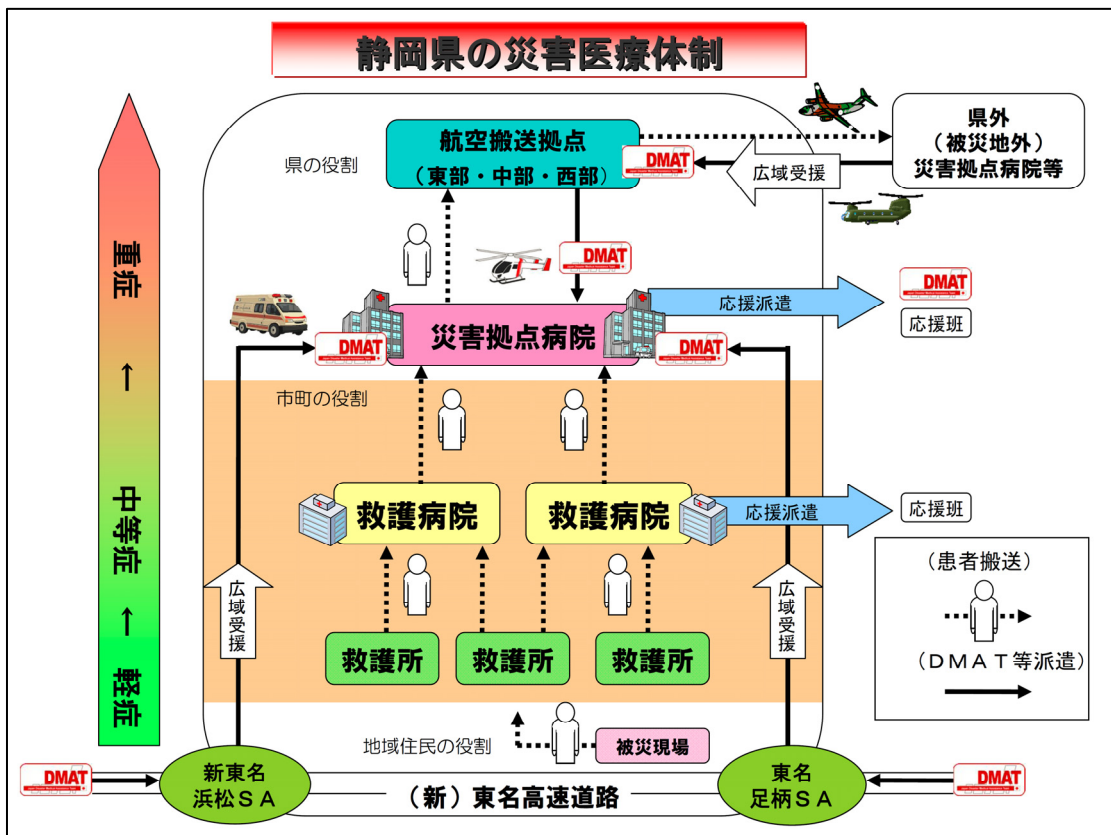 静岡県の災害医療体制
県の役割
航空搬送拠点
（東部・中部・西部）
DMAT
広域受援
県外
（被災地外）
災害拠点病院等
重症
←
中等症
←
軽症
DMAT
災害拠点病院
DMAT
DMAT
応援派遣
DMAT
応援班
市町の役割
救護病院
救護病院
応援派遣
応援班
広域受援
広域受援
救護所
救護所
救護所
（患者搬送）
（ＤＭＡＴ等派遣）
地域住民の役割
被災現場
DMAT
新東名
浜松ＳＡ
（新）東名高速道路
東名
足柄ＳＡ
DMAT